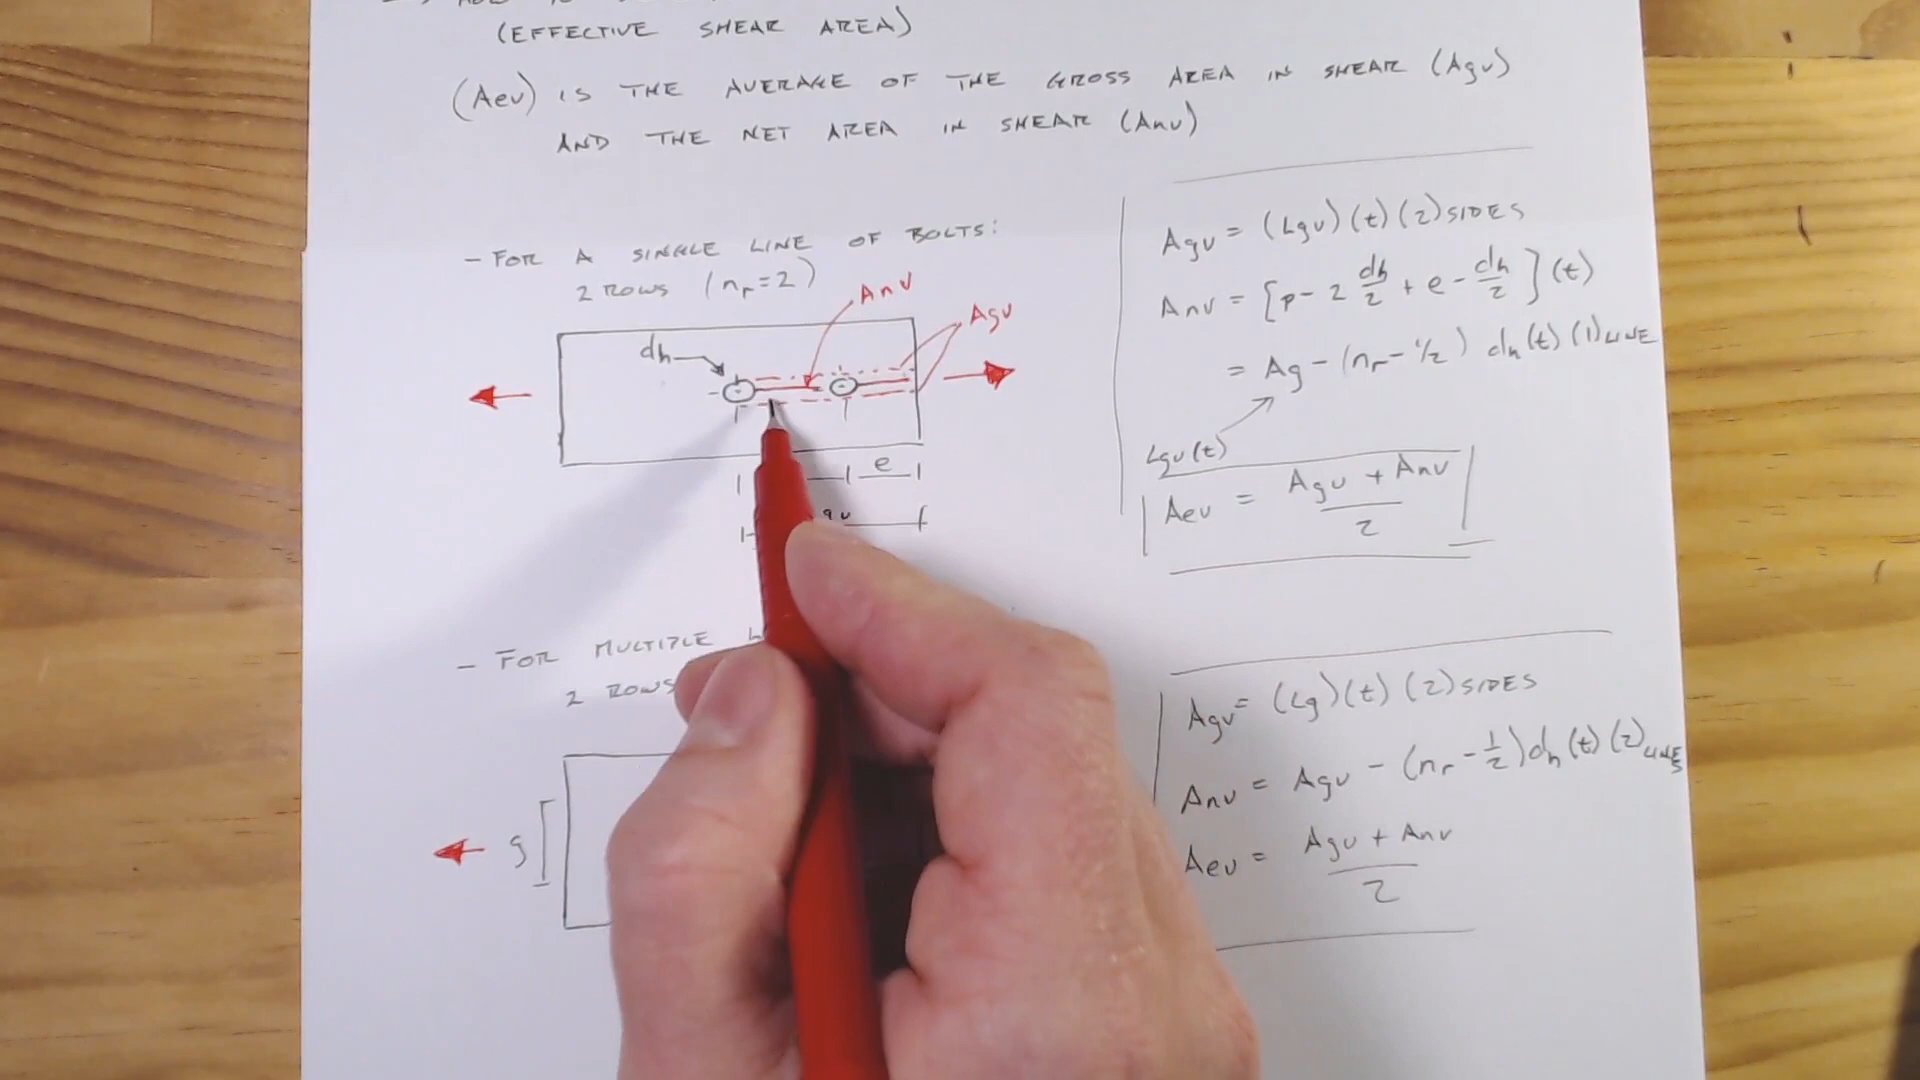 (EFFECTIVE SHEAR AREA)
(Aev) IS THE AVERAGE OF THE GROSS AREA IN SHEAR (Agv)
AND THE NET AREA IN SHEAR (Anv)
- FOR A SINGLE LINE OF BOLTS:
2 ROWS (nr=2)
Anv
Agv
dh
e
gv
Agv = (Lgv)(t)(2) SIDES
Anv = [p - 2 dh/2 + e - dh/2](t)
= Ag - (nr - 1/2) dh(t)(1) LINE
Lgv(t)
Aev = Agv + Anv / 2
- FOR MULTIPLE
2 ROWS
g
Agv = (Lg)(t)(2) SIDES
Anv = Agv - (nr - 1/2)dh(t)(2) LINES
Aev = Agv + Anv / 2